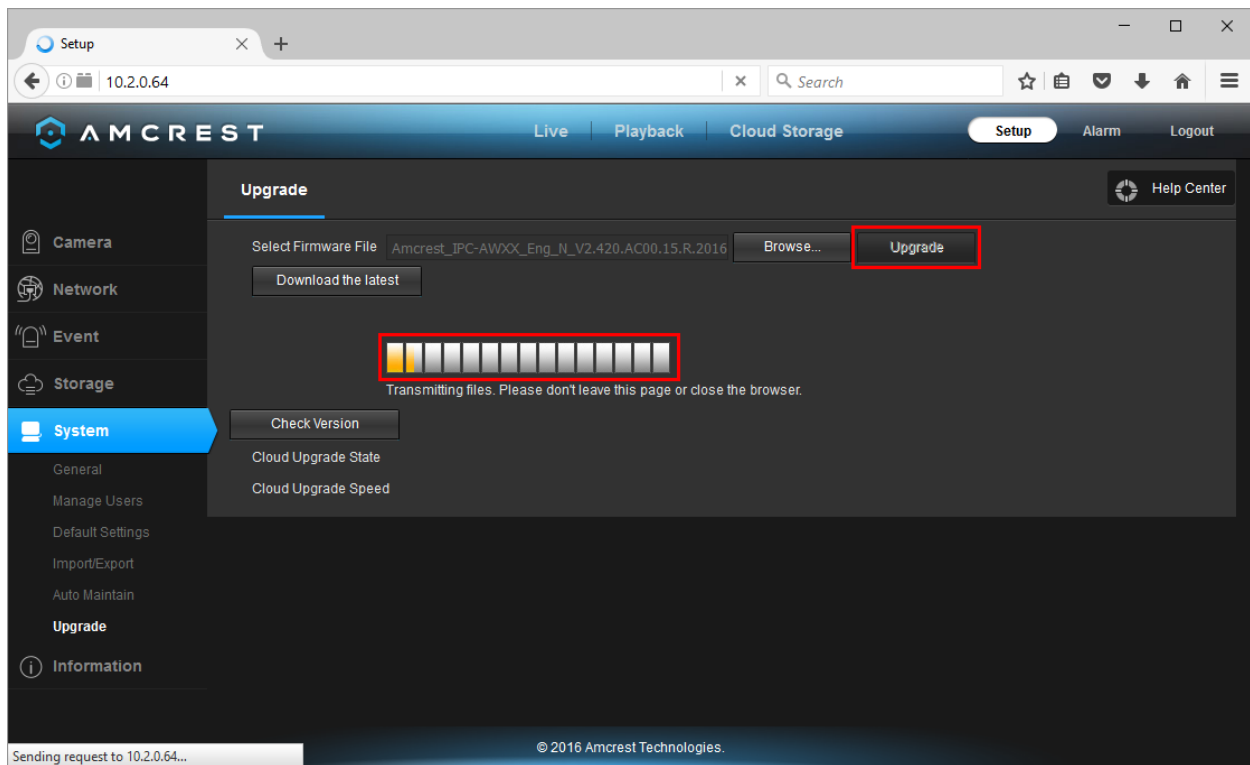 Setup
10.2.0.64
Search
AMCREST
Live Playback Cloud Storage Setup Alarm Logout
Upgrade
Help Center
Camera
Network
Event
Storage
System
General
Manage Users
Default Settings
Import/Export
Auto Maintain
Upgrade
Information
Select Firmware File Amcrest_IPC-AWXX_Eng_N_V2.420.AC00.15.R.2016 Browse... Upgrade
Download the latest
Transmitting files. Please don't leave this page or close the browser.
Check Version
Cloud Upgrade State
Cloud Upgrade Speed
© 2016 Amcrest Technologies.
Sending request to 10.2.0.64...